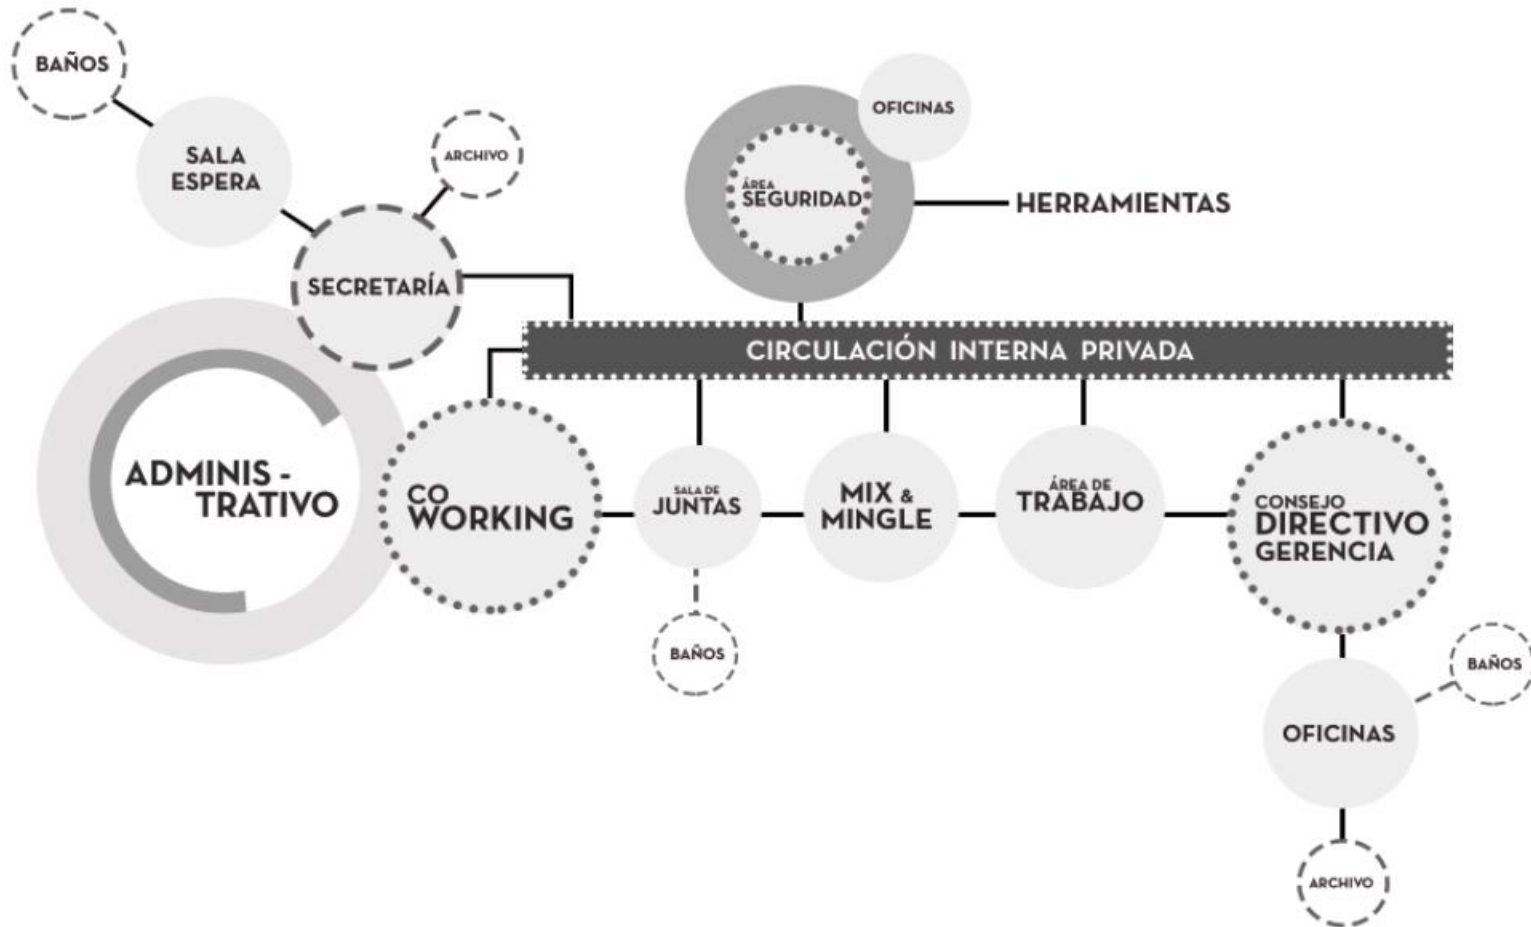 BAÑOS
SALA
ESPERA
ARCHIVO
SECRETARÍA
OFICINAS
ÁREA
SEGURIDAD
HERRAMIENTAS
CIRCULACIÓN INTERNA PRIVADA
ADMINIS -
TRATIVO
CO
WORKING
SALA DE
JUNTAS
MIX &
MINGLE
ÁREA DE
TRABAJO
CONSEJO
DIRECTIVO
GERENCIA
BAÑOS
BAÑOS
OFICINAS
ARCHIVO